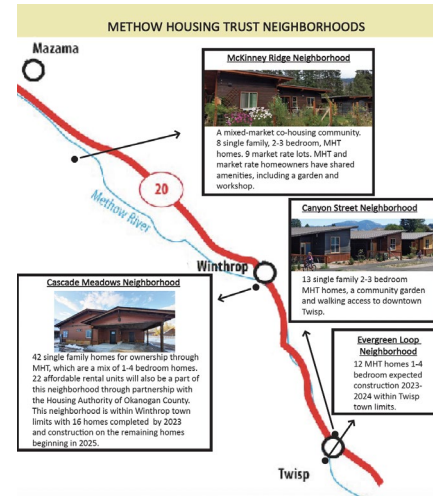 METHOW HOUSING TRUST NEIGHBORHOODS
Mazama
McKinney Ridge Neighborhood
A mixed-market co-housing community.
8 single family, 2-3 bedroom, MHT
homes. 9 market rate lots. MHT and
market rate homeowners have shared
amenities, including a garden and
workshop.
20
Methow River
Canyon Street Neighborhood
13 single family 2-3 bedroom
MHT homes, a community garden
and walking access to downtown
Twisp.
Winthrop
Cascade Meadows Neighborhood
42 single family homes for ownership through
MHT, which are a mix of 1-4 bedroom homes.
22 affordable rental units will also be a part of
this neighborhood through partnership with
the Housing Authority of Okanogan County.
This neighborhood is within Winthrop town
limits with 16 homes completed by 2023
and construction on the remaining homes
beginning in 2025.
Evergreen Loop
Neighborhood
12 MHT homes 1-4
bedroom expected
construction 2023-
2024 within Twisp
town limits.
Twisp